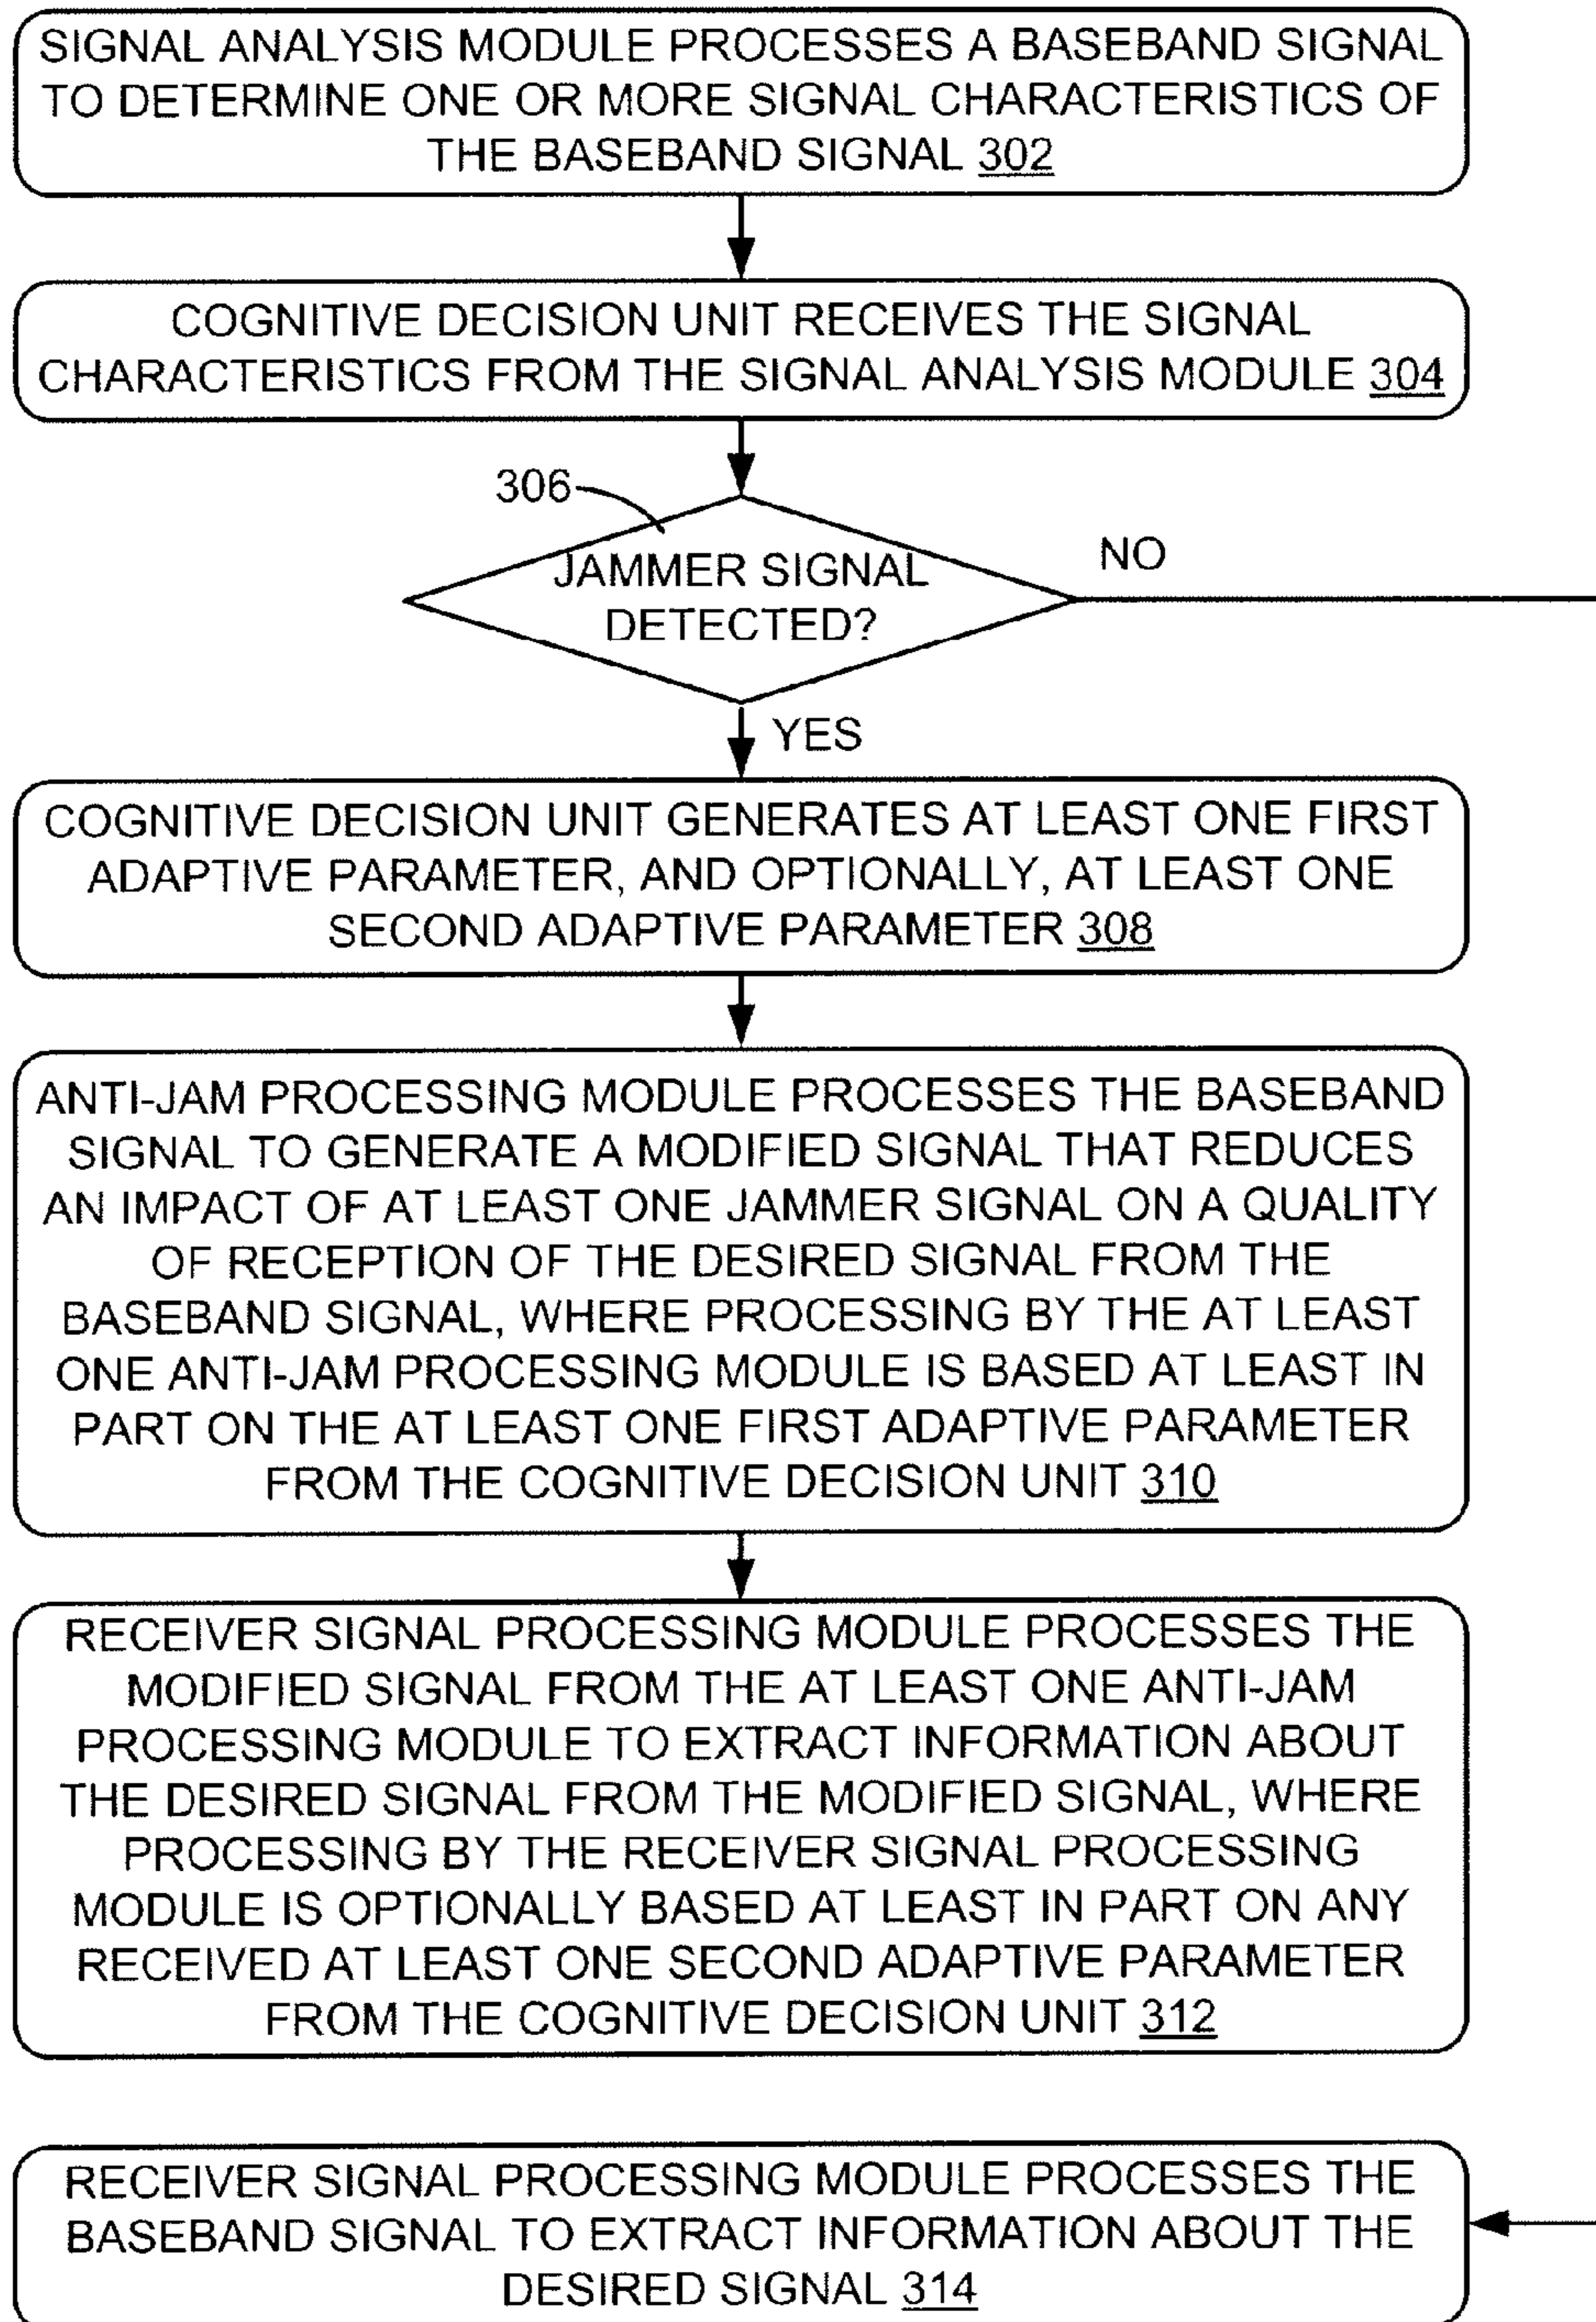 SIGNAL ANALYSIS MODULE PROCESSES A BASEBAND SIGNAL
TO DETERMINE ONE OR MORE SIGNAL CHARACTERISTICS OF
THE BASEBAND SIGNAL 302
COGNITIVE DECISION UNIT RECEIVES THE SIGNAL
CHARACTERISTICS FROM THE SIGNAL ANALYSIS MODULE 304
306
JAMMER SIGNAL
DETECTED?
NO
YES
COGNITIVE DECISION UNIT GENERATES AT LEAST ONE FIRST
ADAPTIVE PARAMETER, AND OPTIONALLY, AT LEAST ONE
SECOND ADAPTIVE PARAMETER 308
ANTI-JAM PROCESSING MODULE PROCESSES THE BASEBAND
SIGNAL TO GENERATE A MODIFIED SIGNAL THAT REDUCES
AN IMPACT OF AT LEAST ONE JAMMER SIGNAL ON A QUALITY
OF RECEPTION OF THE DESIRED SIGNAL FROM THE
BASEBAND SIGNAL, WHERE PROCESSING BY THE AT LEAST
ONE ANTI-JAM PROCESSING MODULE IS BASED AT LEAST IN
PART ON THE AT LEAST ONE FIRST ADAPTIVE PARAMETER
FROM THE COGNITIVE DECISION UNIT 310
RECEIVER SIGNAL PROCESSING MODULE PROCESSES THE
MODIFIED SIGNAL FROM THE AT LEAST ONE ANTI-JAM
PROCESSING MODULE TO EXTRACT INFORMATION ABOUT
THE DESIRED SIGNAL FROM THE MODIFIED SIGNAL, WHERE
PROCESSING BY THE RECEIVER SIGNAL PROCESSING
MODULE IS OPTIONALLY BASED AT LEAST IN PART ON ANY
RECEIVED AT LEAST ONE SECOND ADAPTIVE PARAMETER
FROM THE COGNITIVE DECISION UNIT 312
RECEIVER SIGNAL PROCESSING MODULE PROCESSES THE
BASEBAND SIGNAL TO EXTRACT INFORMATION ABOUT THE
DESIRED SIGNAL 314